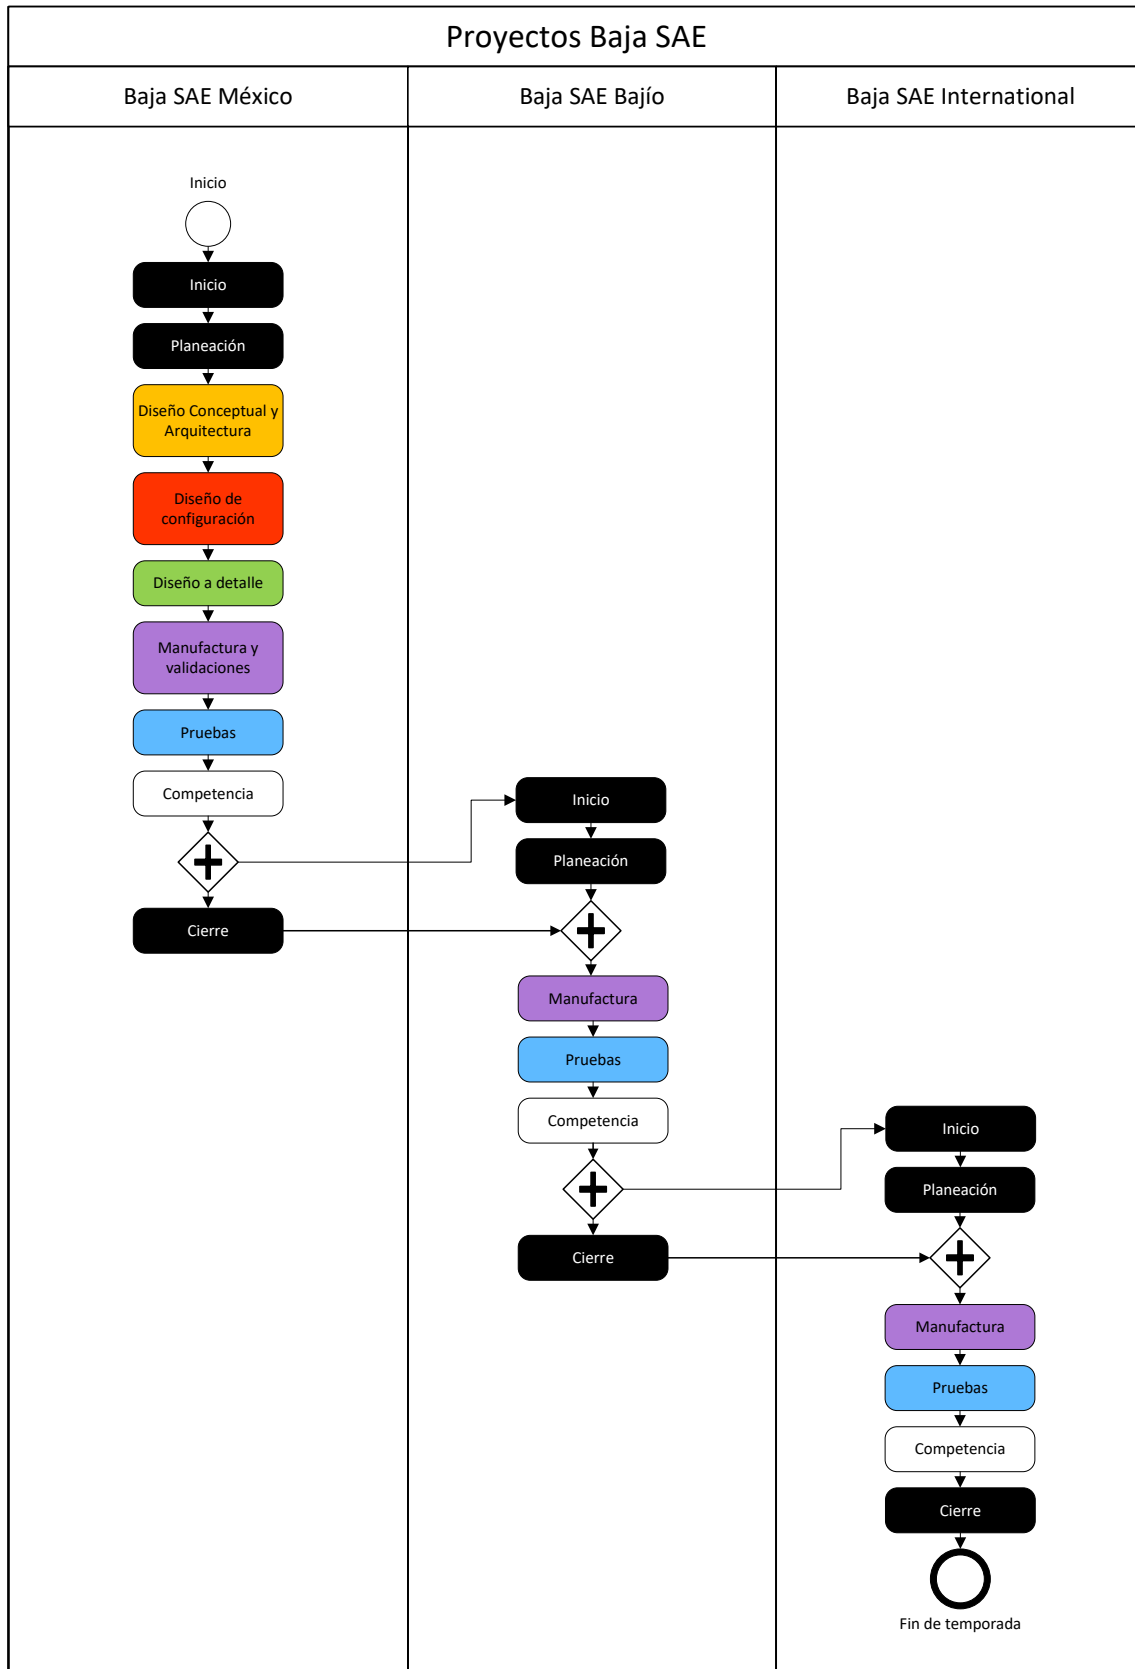 Proyectos Baja SAE
Baja SAE México
Baja SAE Bajío
Baja SAE International
Inicio
Inicio
Planeación
Diseño Conceptual y
Arquitectura
Diseño de
configuración
Diseño a detalle
Manufactura y
validaciones
Pruebas
Competencia
Cierre
Inicio
Planeación
Manufactura
Pruebas
Competencia
Cierre
Inicio
Planeación
Manufactura
Pruebas
Competencia
Cierre
Fin de temporada